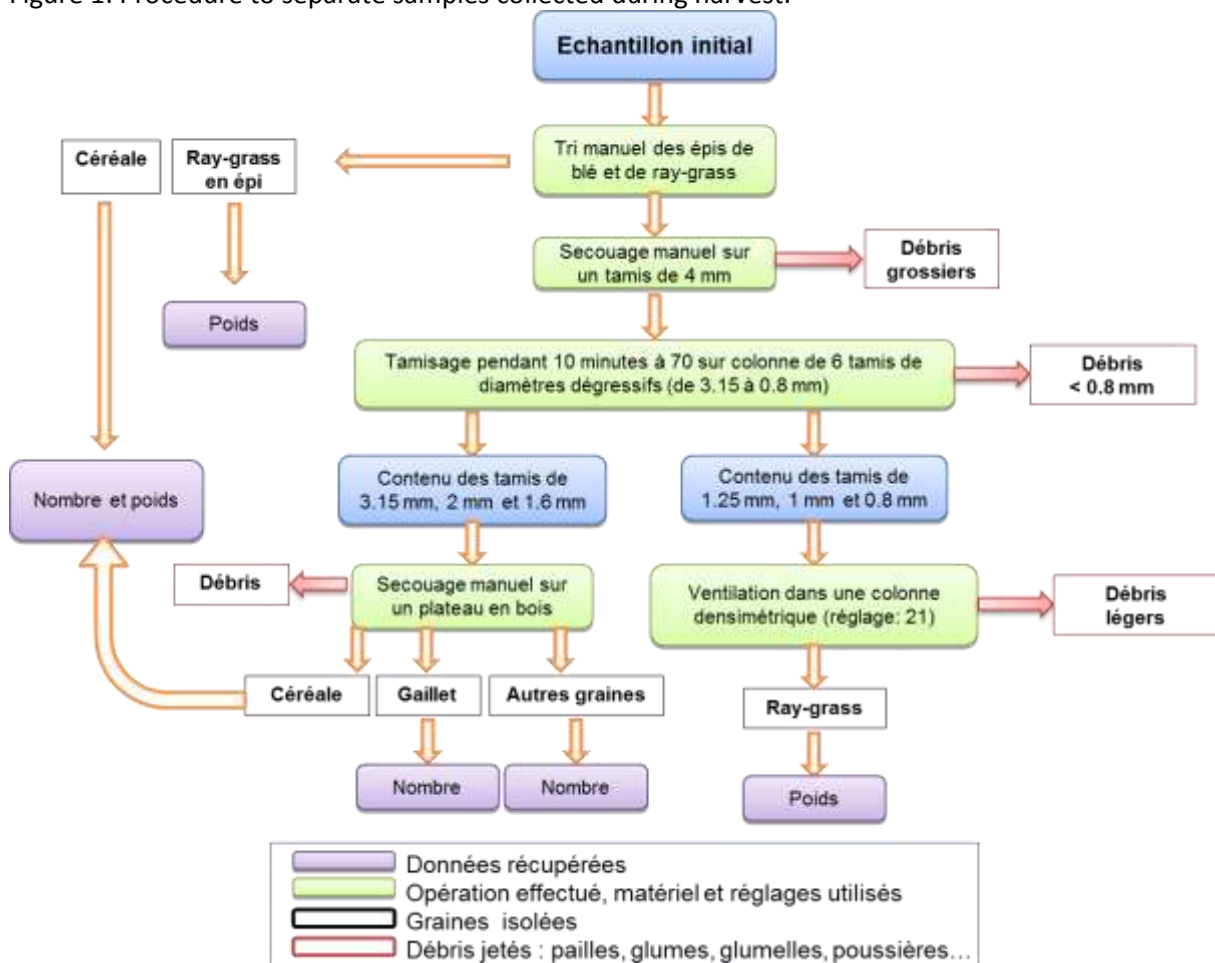 Figure 1. Procedure to separate samples collected during harvest.
Echantillon initial
Tri manuel des épis de
blé et de ray-grass
Céréale
Ray-grass
en épi
Secouage manuel sur
un tamis de 4 mm
Débris
grossiers
Poids
Tamisage pendant 10 minutes à 70 sur colonne de 6 tamis de
diamètres dégressifs (de 3.15 à 0.8 mm)
Débris
< 0.8 mm
Nombre et poids
Contenu des tamis de
3.15 mm, 2 mm et 1.6 mm
Contenu des tamis de
1.25 mm, 1 mm et 0.8 mm
Débris
Secouage manuel sur
un plateau en bois
Ventilation dans une colonne
densimétrique (réglage: 21)
Débris
légers
Céréale
Gaillet
Autres graines
Ray-grass
Nombre
Nombre
Poids
Données récupérées
Opération effectué, matériel et réglages utilisés
Graines isolées
Débris jetés : pailles, glumes, glumelles, poussières…